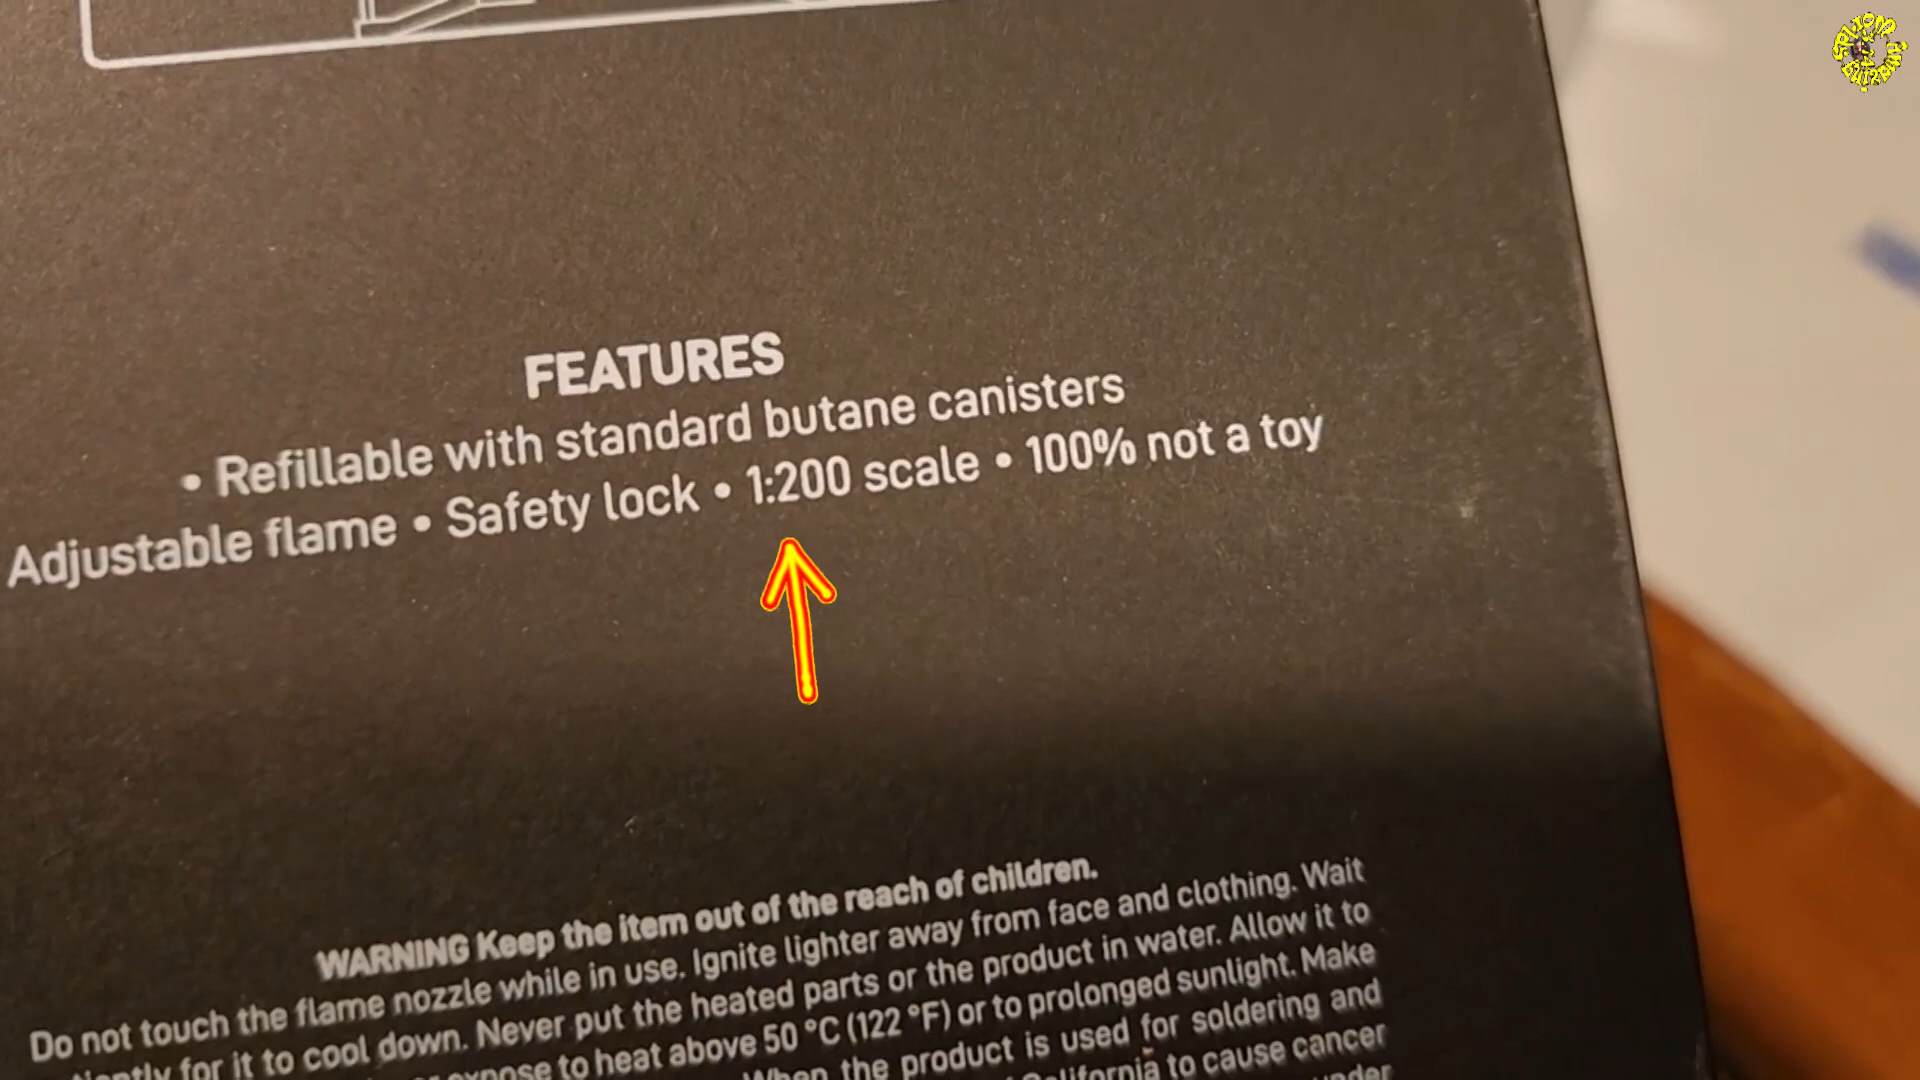 FEATURES
• Refillable with standard butane canisters
Adjustable flame • Safety lock • 1:200 scale • 100% not a toy
WARNING Keep the item out of the reach of children.
Do not touch the flame nozzle while in use. Ignite lighter away from face and clothing. Wait
for it to cool down. Never put the heated parts or the product in water. Allow it to
expose to heat above 50 °C (122 °F) or to prolonged sunlight. Make
When the product is used for soldering and
California to cause cancer
under